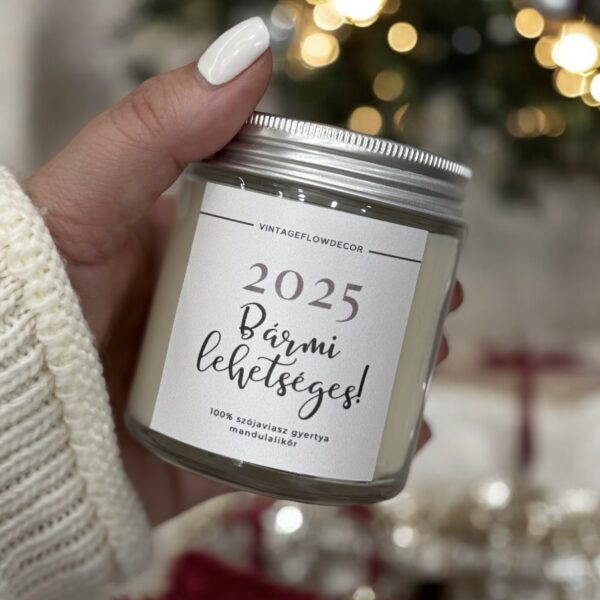 VINTAGEFLOWDECOR
2025
Bármi
lehetséges!
100% szójaviasz gyertya
mandulalikőr